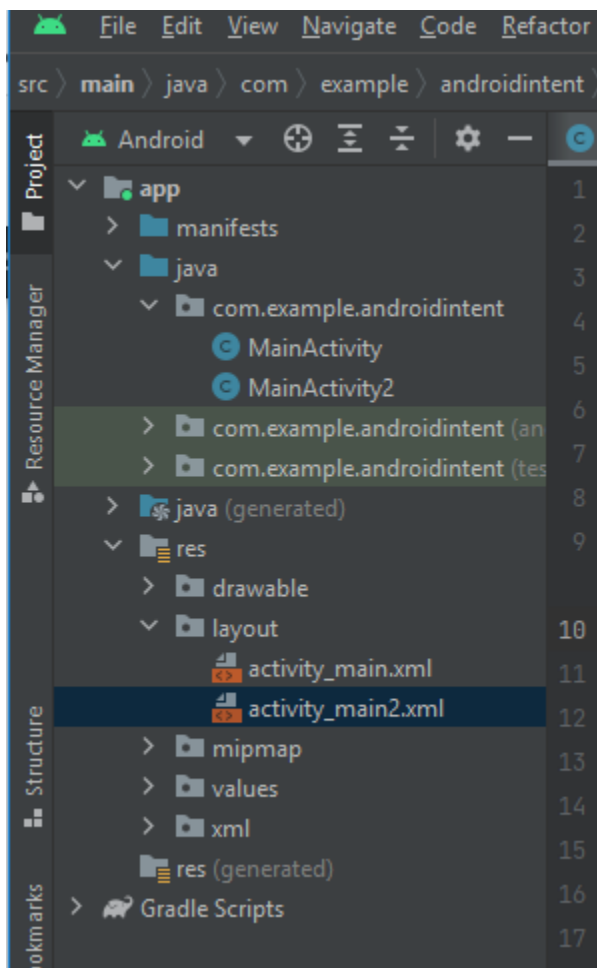 File Edit View Navigate Code Refactor
src main java com example androidintent
Project
Android
app
manifests
java
com.example.androidintent
MainActivity
MainActivity2
com.example.androidintent (an
com.example.androidintent (tes
java (generated)
res
drawable
layout
activity_main.xml
activity_main2.xml
mipmap
values
xml
res (generated)
Gradle Scripts
Resource Manager
Structure
ookmarks
C
1
2
3
4
5
6
7
8
9
10
11
12
13
14
15
16
17